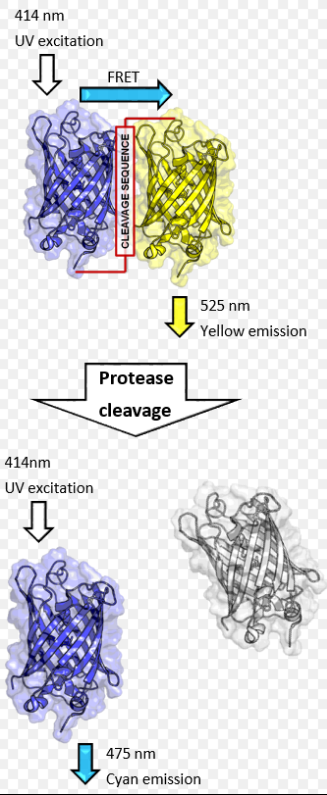 414 nm
UV excitation
FRET
CLEAVAGE SEQUENCE
525 nm
Yellow emission
Protease
cleavage
414nm
UV excitation
475 nm
Cyan emission